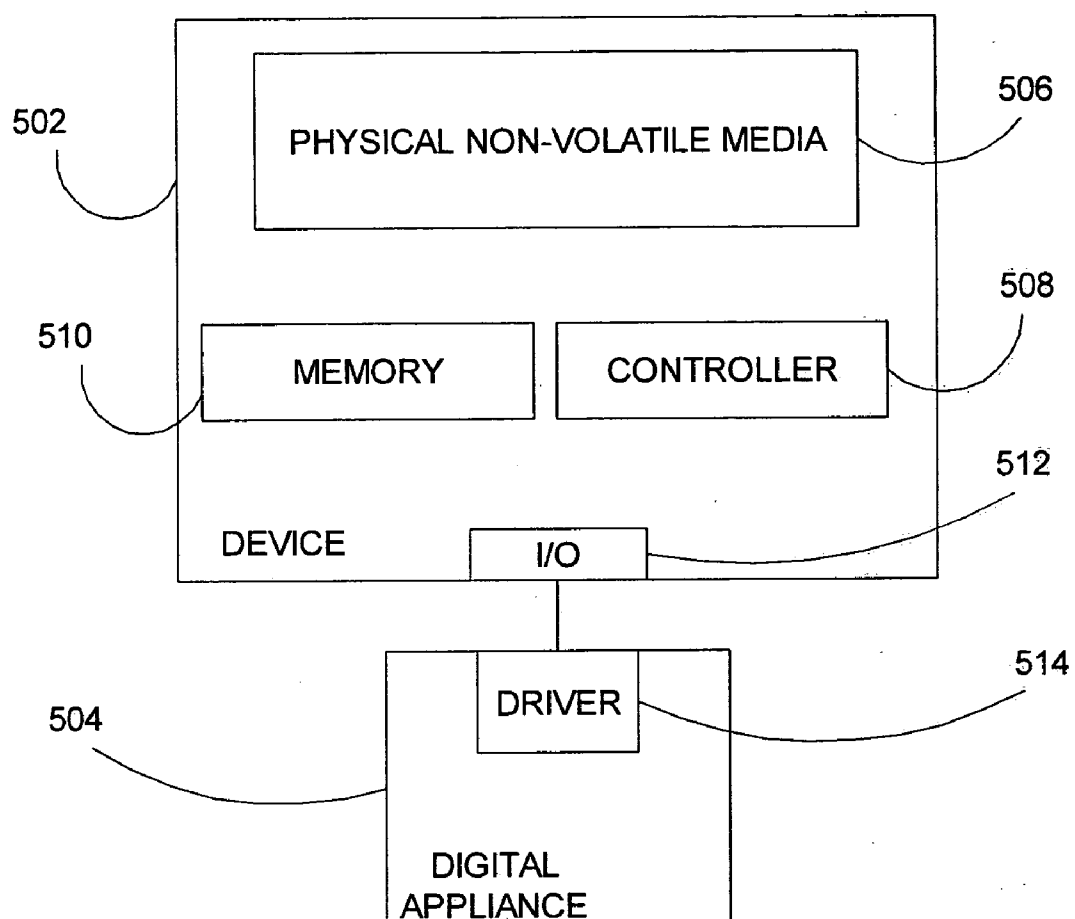 506
502
PHYSICAL NON-VOLATILE MEDIA
508
510
MEMORY
CONTROLLER
512
DEVICE
I/O
514
DRIVER
504
DIGITAL
APPLIANCE